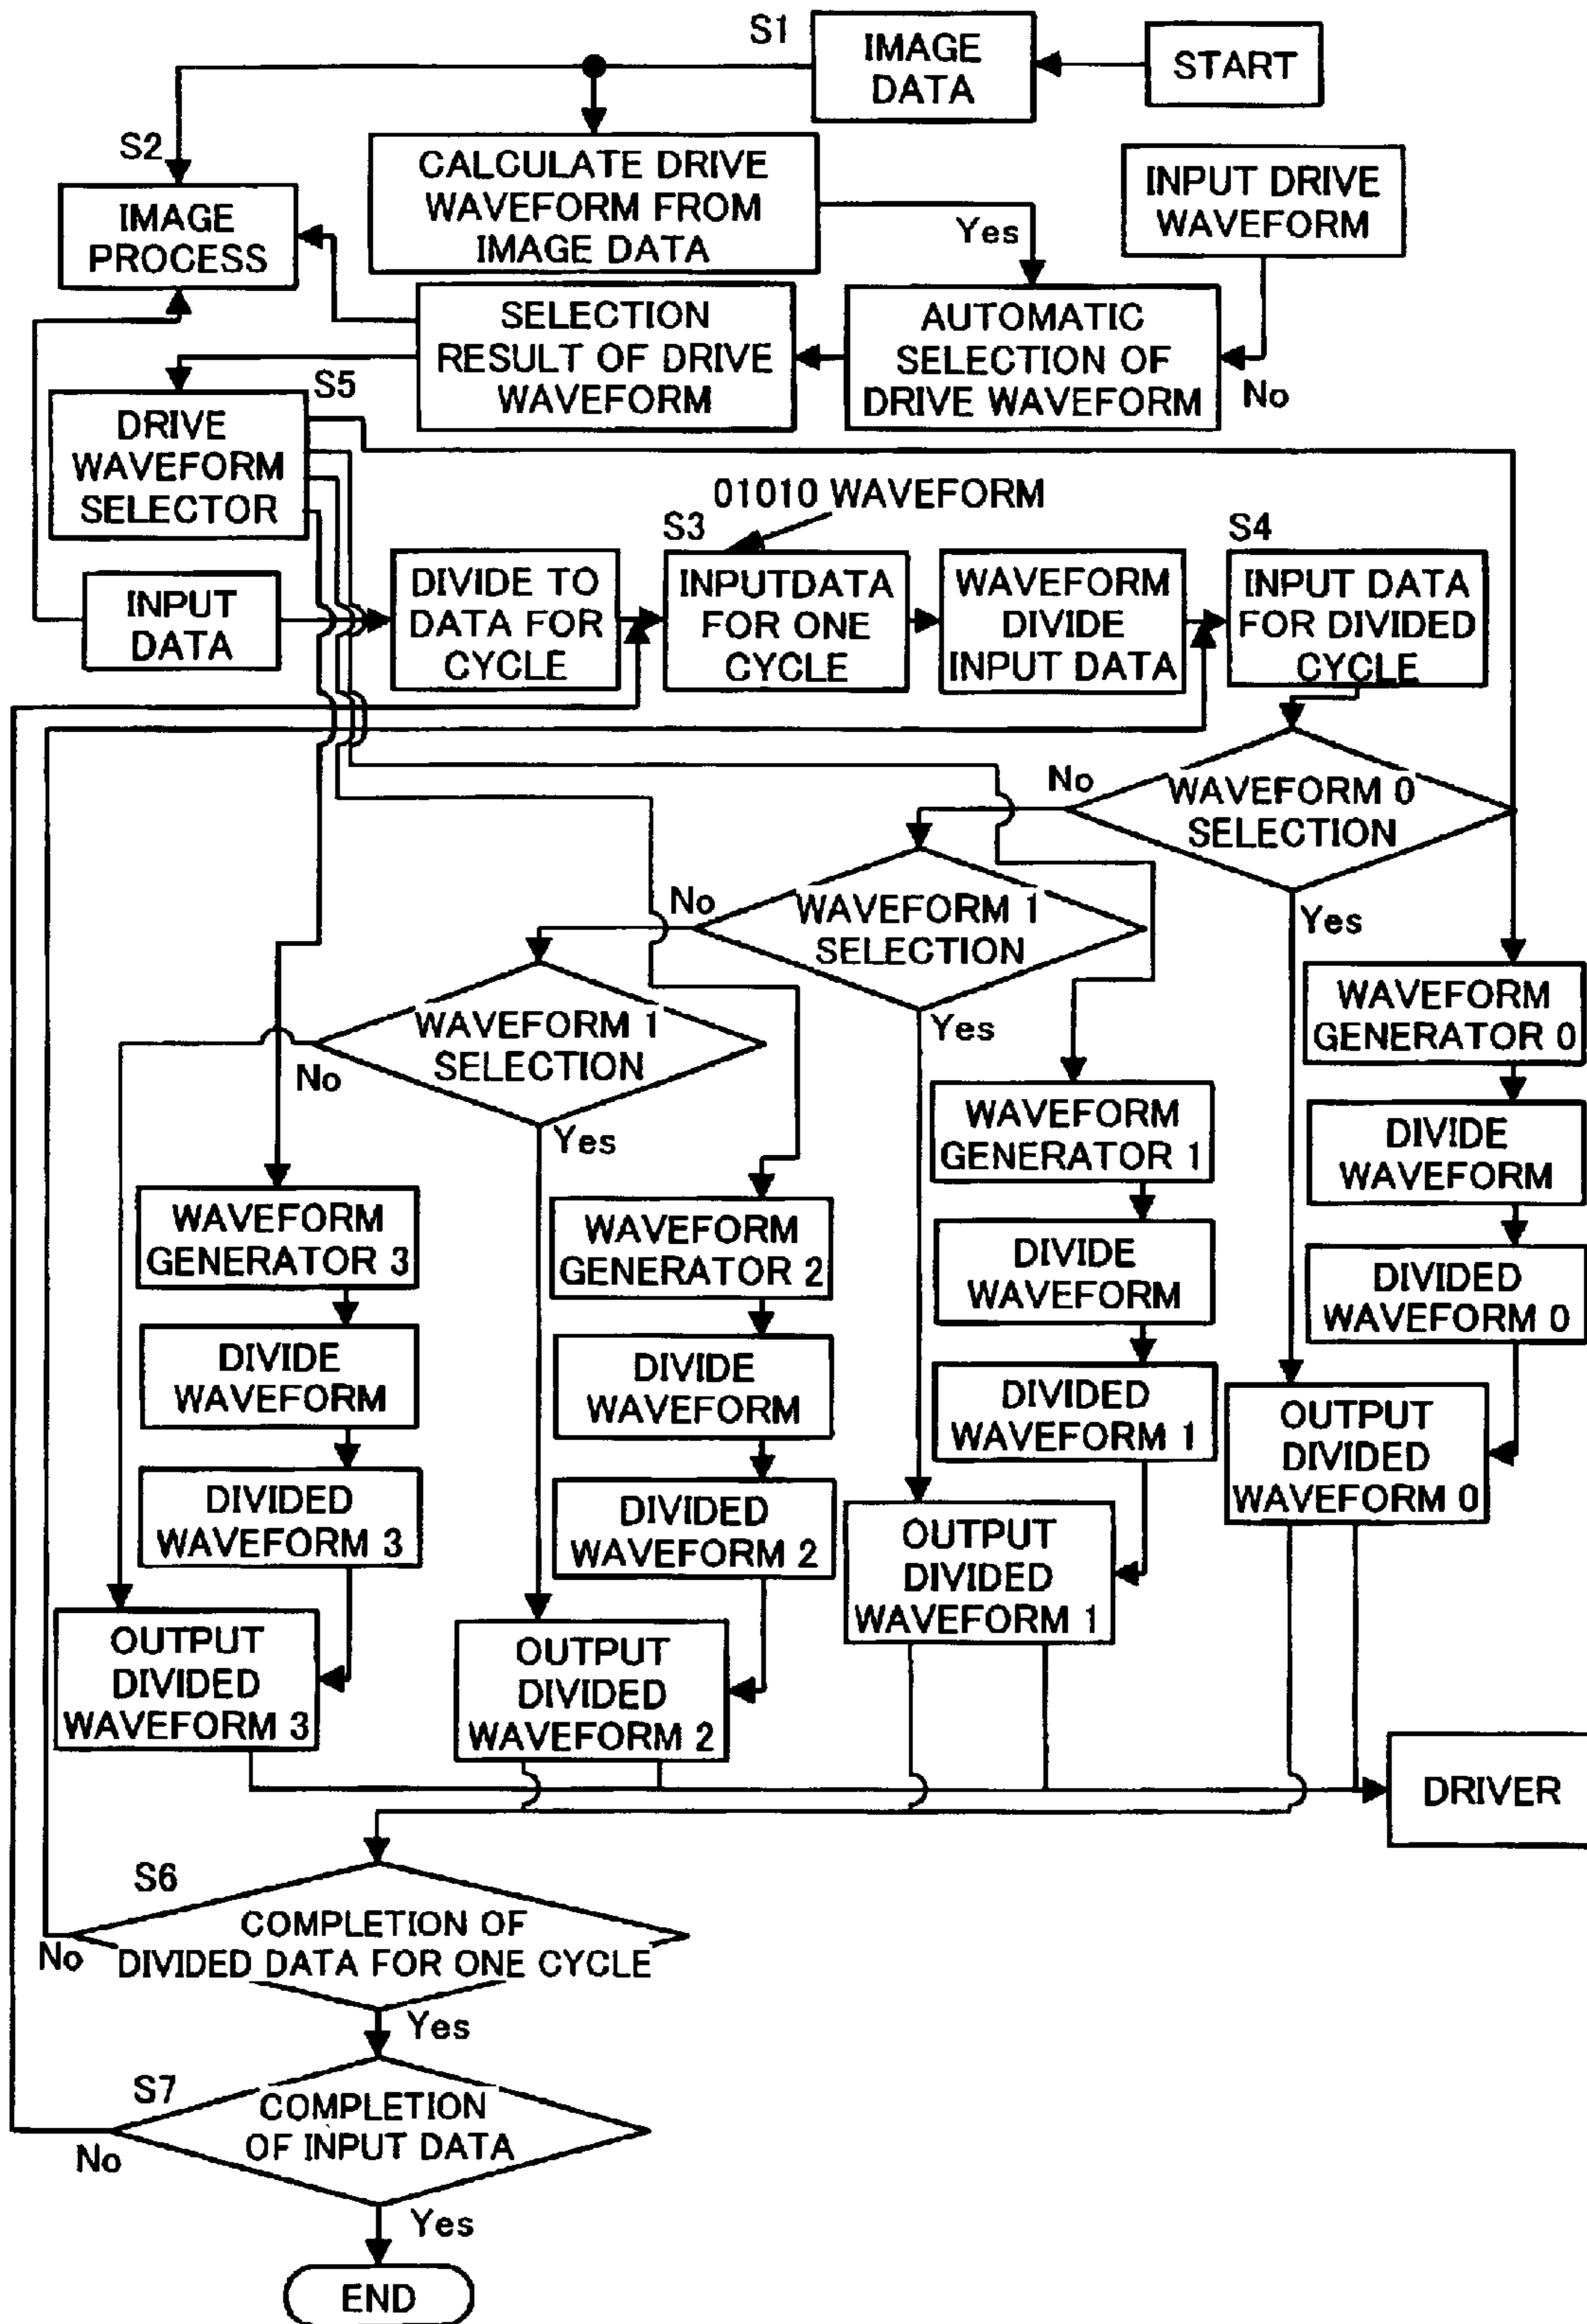 S1
IMAGE
DATA
START
S2
IMAGE
PROCESS
CALCULATE DRIVE
WAVEFORM FROM
IMAGE DATA
Yes
INPUT DRIVE
WAVEFORM
SELECTION
RESULT OF DRIVE
WAVEFORM
AUTOMATIC
SELECTION OF
DRIVE WAVEFORM
No
S5
DRIVE
WAVEFORM
SELECTOR
01010 WAVEFORM
INPUT
DATA
DIVIDE TO
DATA FOR
CYCLE
S3
INPUTDATA
FOR ONE
CYCLE
WAVEFORM
DIVIDE
INPUT DATA
S4
INPUT DATA
FOR DIVIDED
CYCLE
No
WAVEFORM 0
SELECTION
Yes
No
WAVEFORM 1
SELECTION
Yes
WAVEFORM 1
SELECTION
No
Yes
WAVEFORM
GENERATOR 0
DIVIDE
WAVEFORM
DIVIDED
WAVEFORM 0
WAVEFORM
GENERATOR 1
DIVIDE
WAVEFORM
DIVIDED
WAVEFORM 1
WAVEFORM
GENERATOR 2
DIVIDE
WAVEFORM
DIVIDED
WAVEFORM 2
WAVEFORM
GENERATOR 3
DIVIDE
WAVEFORM
DIVIDED
WAVEFORM 3
OUTPUT
DIVIDED
WAVEFORM 3
OUTPUT
DIVIDED
WAVEFORM 2
OUTPUT
DIVIDED
WAVEFORM 1
OUTPUT
DIVIDED
WAVEFORM 0
DRIVER
S6
COMPLETION OF
DIVIDED DATA FOR ONE CYCLE
No
Yes
S7
COMPLETION
OF INPUT DATA
No
Yes
END